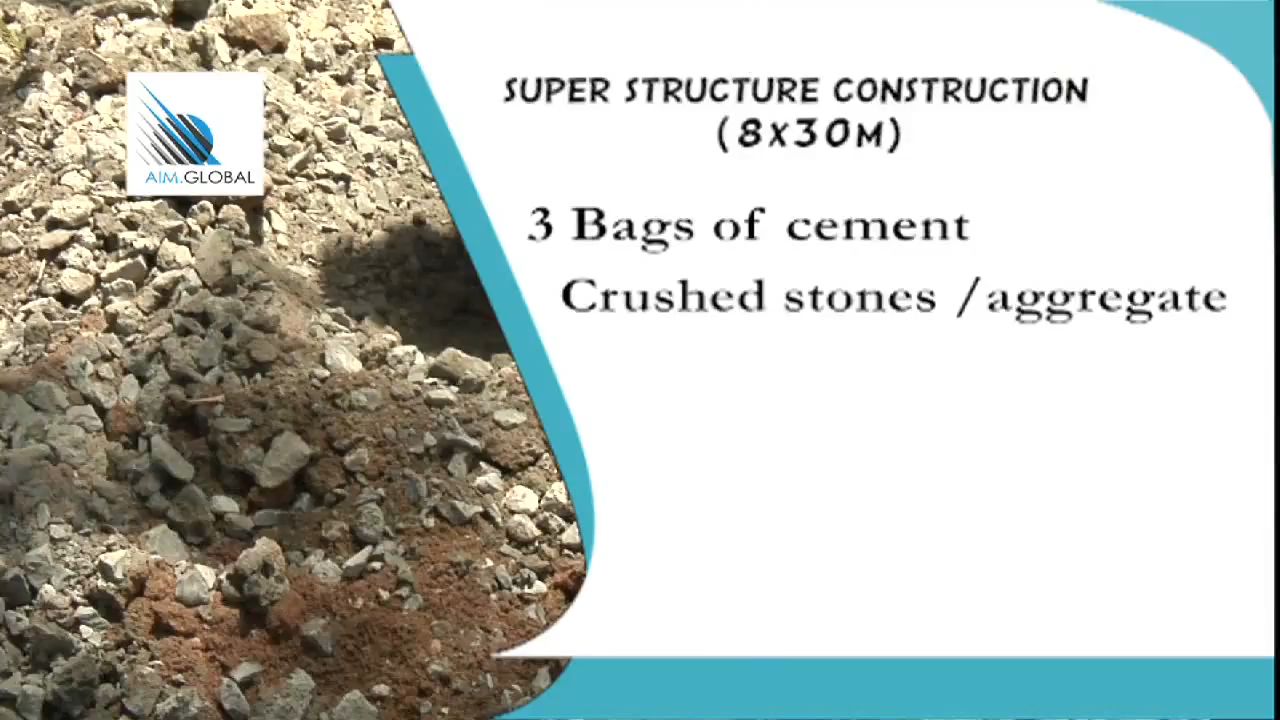 AIM.GLOBAL
SUPER STRUCTURE CONSTRUCTION
(8X30M)
3 Bags of cement
Crushed stones /aggregate